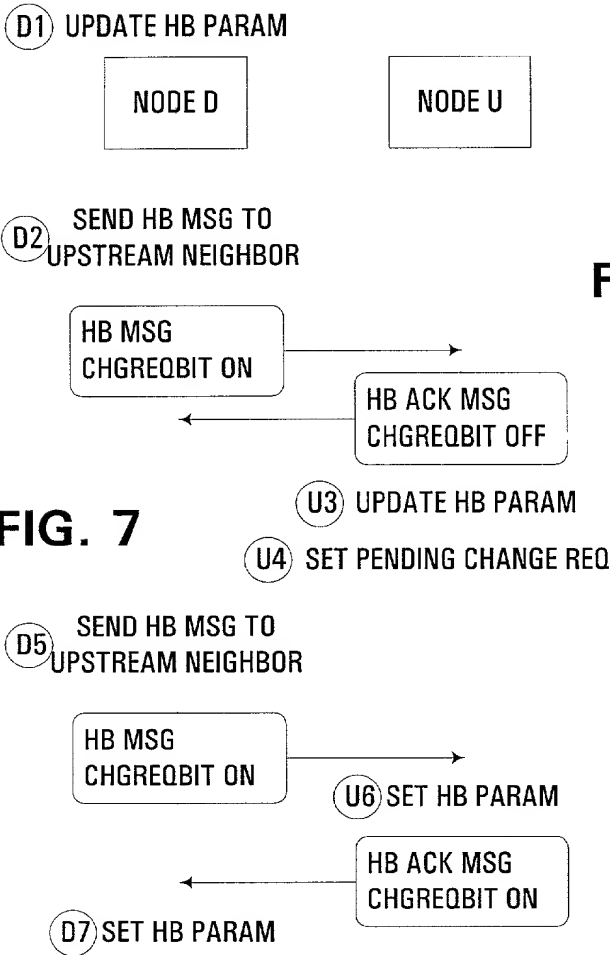 D1 UPDATE HB PARAM
NODE D
NODE U
D2 SEND HB MSG TO
UPSTREAM NEIGHBOR
F
HB MSG
CHGREQBIT ON
HB ACK MSG
CHGREQBIT OFF
U3 UPDATE HB PARAM
FIG. 7
U4 SET PENDING CHANGE REQ
D5 SEND HB MSG TO
UPSTREAM NEIGHBOR
HB MSG
CHGREQBIT ON
U6 SET HB PARAM
HB ACK MSG
CHGREQBIT ON
D7 SET HB PARAM